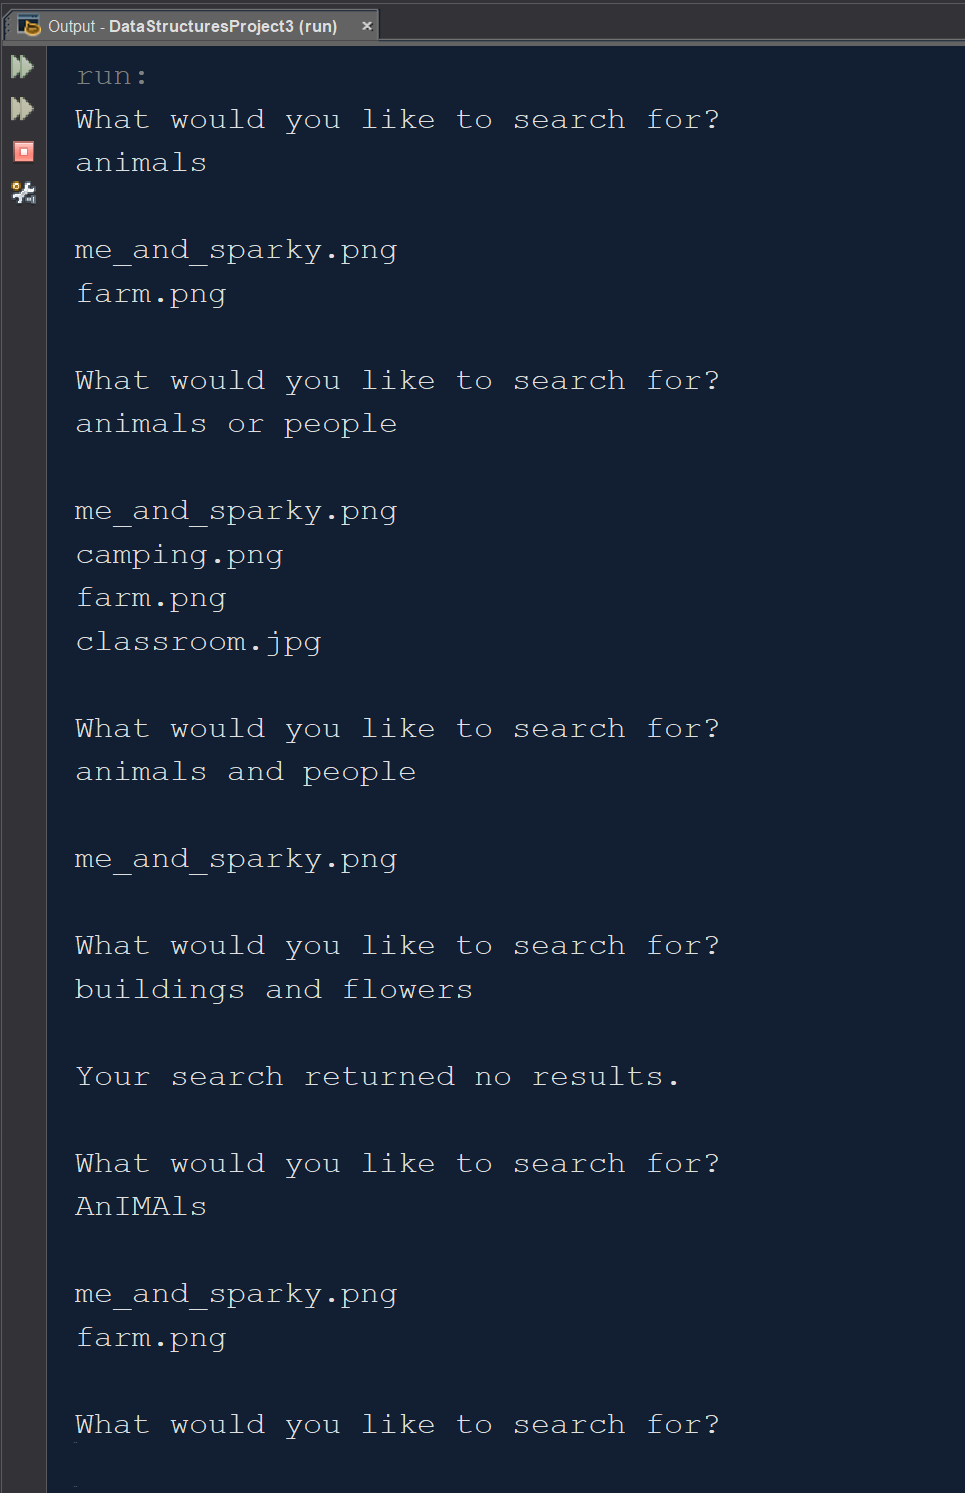 Output - DataStructuresProject3 (run) ×
run:
What would you like to search for?
animals
me_and_sparky.png
farm.png
What would you like to search for?
animals or people
me_and_sparky.png
camping.png
farm.png
classroom.jpg
What would you like to search for?
animals and people
me_and_sparky.png
What would you like to search for?
buildings and flowers
Your search returned no results.
What would you like to search for?
AnIMAls
me_and_sparky.png
farm.png
What would you like to search for?